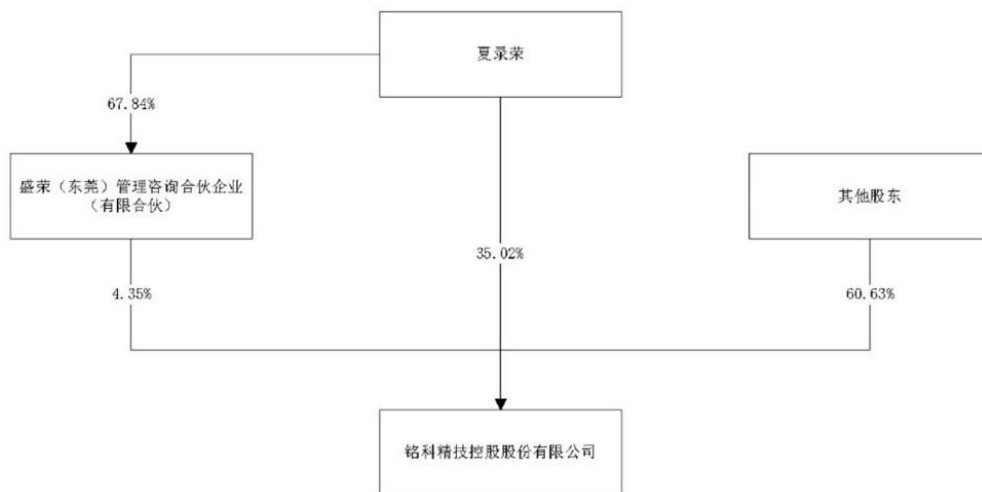 夏录荣
67.84%
盛荣（东莞）管理咨询合伙企业
（有限合伙）
其他股东
35.02%
4.35%
60.63%
铭科精技控股股份有限公司